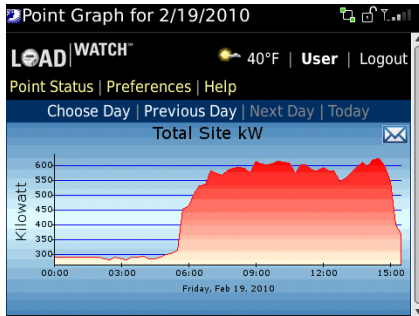 Point Graph for 2/19/2010
LOAD WATCH™
40°F | User | Logout
Point Status | Preferences | Help
Choose Day | Previous Day | Next Day | Today
Total Site kW
Kilowatt
600
550
500
450
400
350
300
00:00 03:00 06:00 09:00 12:00 15:00
Friday, Feb 19, 2010